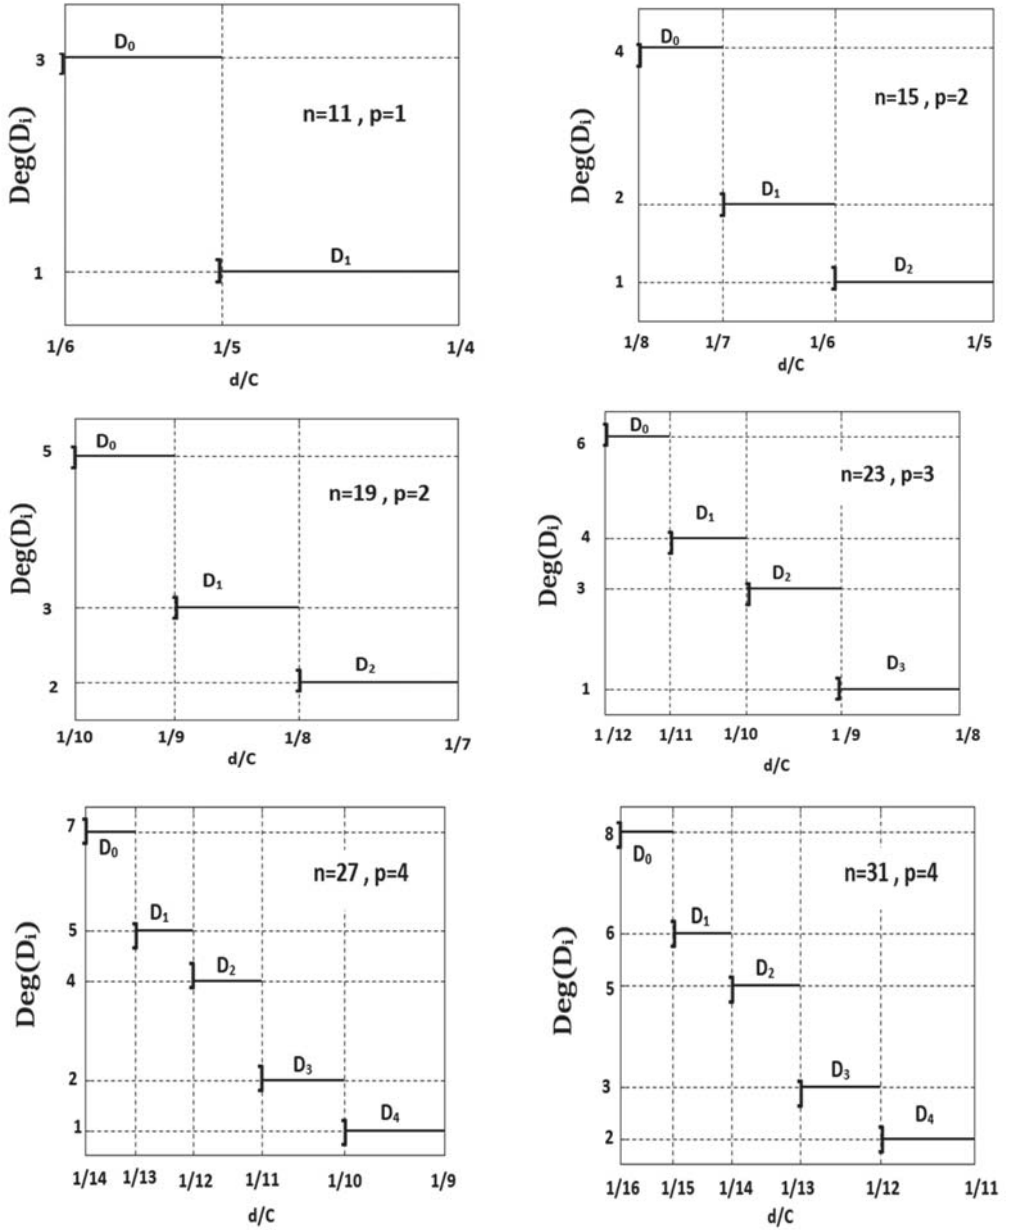 Deg(Dᵢ)
3
D₀
n=11 , p=1
1
D₁
1/6 1/5 1/4
d/C
Deg(Dᵢ)
4
D₀
n=15 , p=2
2
D₁
1
D₂
1/8 1/7 1/6 1/5
d/C
Deg(Dᵢ)
5
D₀
n=19 , p=2
3
D₁
2
D₂
1/10 1/9 1/8 1/7
d/C
Deg(Dᵢ)
6
D₀
n=23 , p=3
4
D₁
3
D₂
1
D₃
1 /12 1/11 1/10 1 /9 1/8
d/C
Deg(Dᵢ)
7
D₀
n=27 , p=4
5
D₁
4
D₂
2
D₃
1
D₄
1/14 1/13 1/12 1/11 1/10 1/9
d/C
Deg(Dᵢ)
8
D₀
n=31 , p=4
6
D₁
5
D₂
3
D₃
2
D₄
1/16 1/15 1/14 1/13 1/12 1/11
d/C